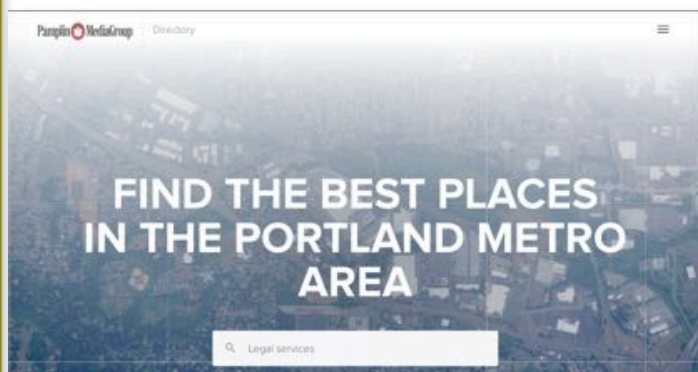 Pamplin MediaGroup Directory
FIND THE BEST PLACES
IN THE PORTLAND METRO
AREA
Legal services